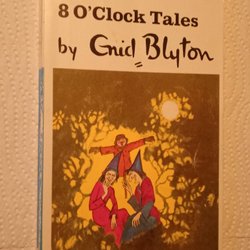 8 O'Clock Tales
by Enid Blyton